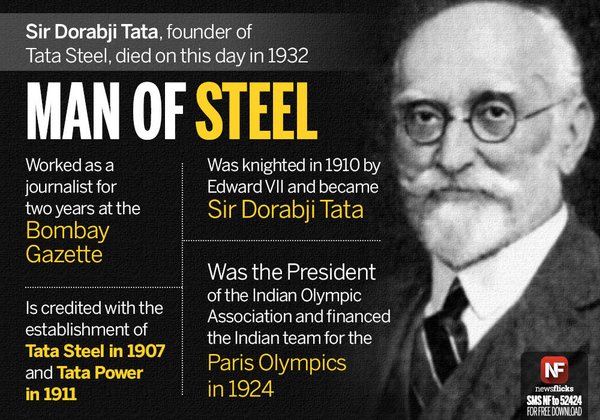 Sir Dorabji Tata, founder of
Tata Steel, died on this day in 1932
MAN OF STEEL
Worked as a
journalist for
two years at the
Bombay
Gazette
Is credited with the
establishment of
Tata Steel in 1907
and Tata Power
in 1911
Was knighted in 1910 by
Edward VII and became
Sir Dorabji Tata
Was the President
of the Indian Olympic
Association and financed
the Indian team for the
Paris Olympics
in 1924
NF
newsflicks
SMS NF to 52424
FOR FREE DOWNLOAD